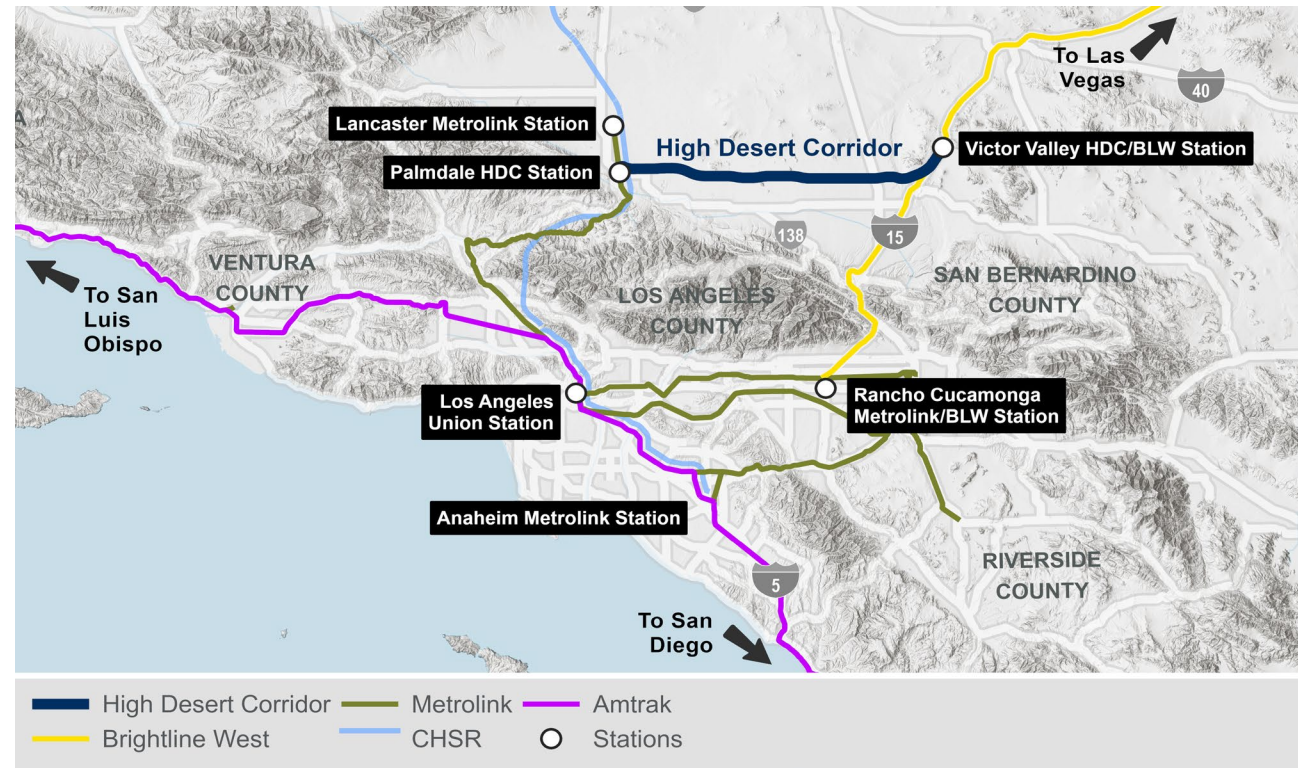 To Las
Vegas
40
Lancaster Metrolink Station
High Desert Corridor
Victor Valley HDC/BLW Station
Palmdale HDC Station
138
15
VENTURA
COUNTY
SAN BERNARDINO
COUNTY
To San
Luis
Obispo
LOS ANGELES
COUNTY
Los Angeles
Union Station
Rancho Cucamonga
Metrolink/BLW Station
Anaheim Metrolink Station
RIVERSIDE
COUNTY
5
To San
Diego
High Desert Corridor
Metrolink
Amtrak
Brightline West
CHSR
Stations